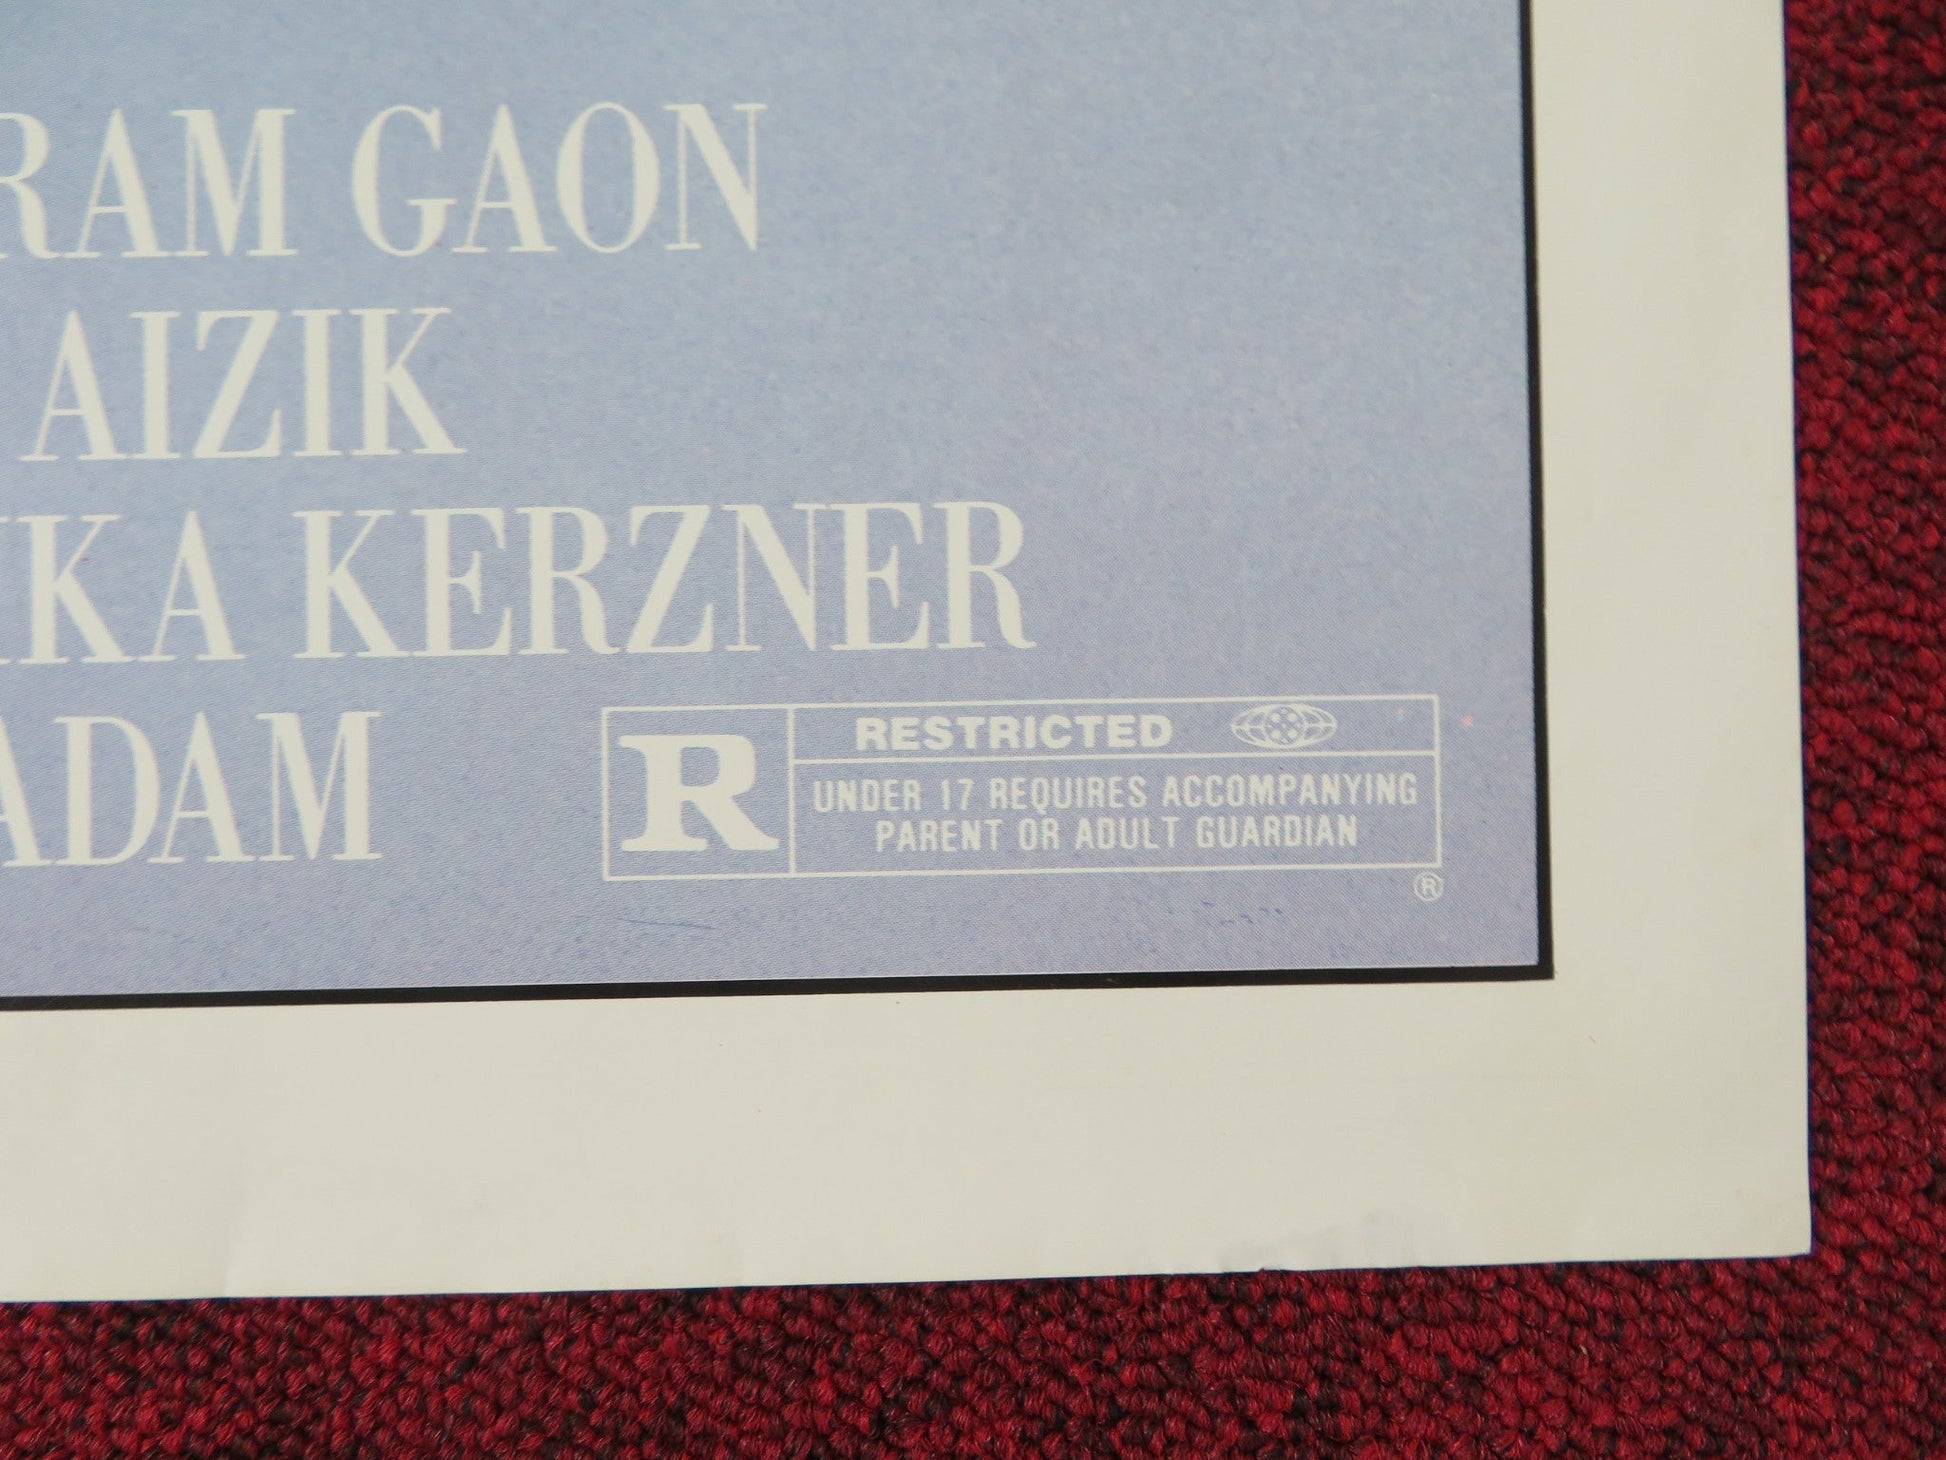 RAM GAON
AIZIK
KA KERZNER
ADAM
R RESTRICTED
UNDER 17 REQUIRES ACCOMPANYING
PARENT OR ADULT GUARDIAN
®